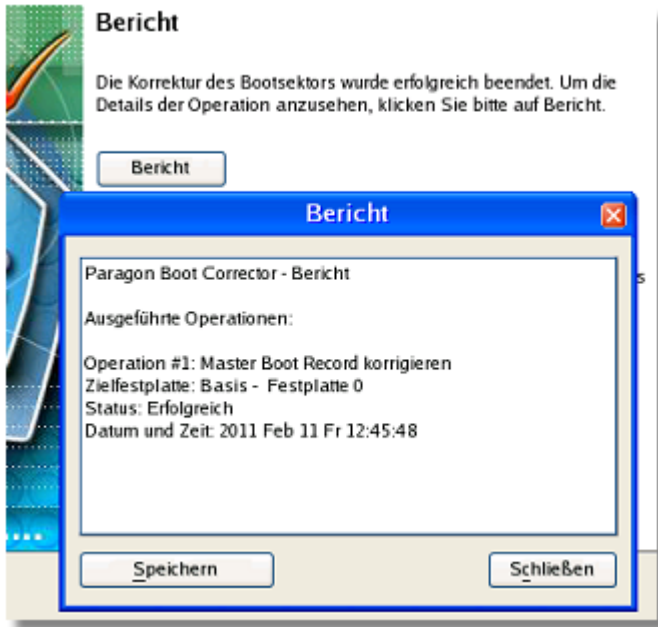 Bericht
Die Korrektur des Bootsektors wurde erfolgreich beendet. Um die
Details der Operation anzusehen, klicken Sie bitte auf Bericht.
Bericht
Bericht
Paragon Boot Corrector - Bericht
Ausgeführte Operationen:
Operation #1: Master Boot Record korrigieren
Zielfestplatte: Basis - Festplatte 0
Status: Erfolgreich
Datum und Zeit: 2011 Feb 11 Fr 12:45:48
Speichern
Schließen